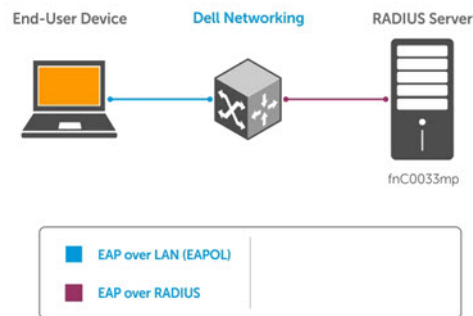 End-User Device
Dell Networking
RADIUS Server
fnC0033mp
EAP over LAN (EAPOL)
EAP over RADIUS